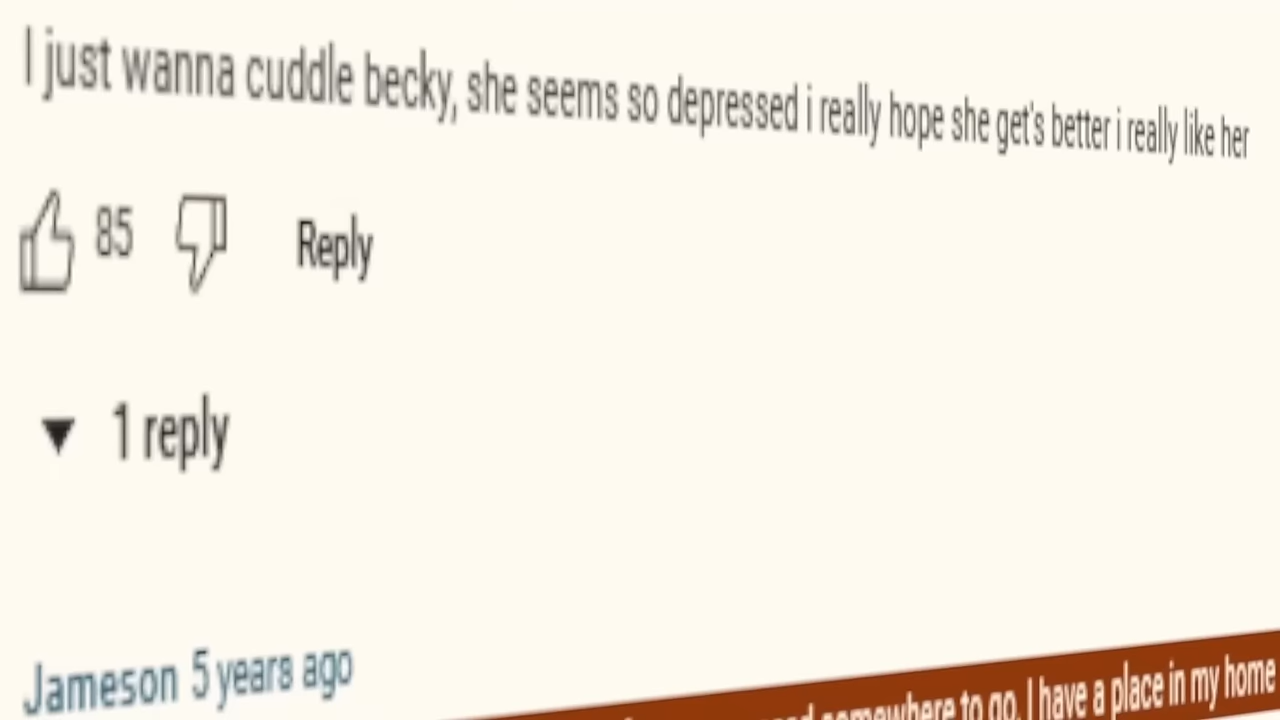 I just wanna cuddle becky, she seems so depressed i really hope she get's better i really like her
85 Reply
1 reply
Jameson 5 years ago
somewhere to go, I have a place in my home